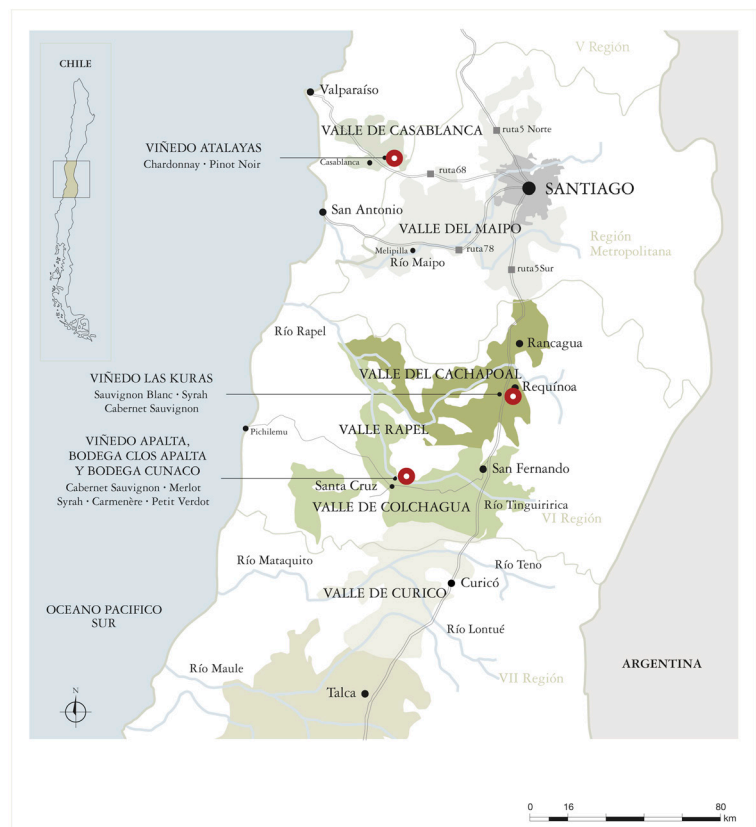 CHILE
V Región
Valparaíso
VALLE DE CASABLANCA
ruta5 Norte
VIÑEDO ATALAYAS
Chardonnay · Pinot Noir
Casablanca
ruta68
SANTIAGO
San Antonio
VALLE DEL MAIPO
Región
Metropolitana
Melipilla
ruta78
Río Maipo
ruta5Sur
Río Rapel
Rancagua
VIÑEDO LAS KURAS
Sauvignon Blanc · Syrah
Cabernet Sauvignon
VALLE DEL CACHAPOAL
Requínoa
Pichilemu
VALLE RAPEL
VIÑEDO APALTA,
BODEGA CLOS APALTA
Y BODEGA CUNACO
Cabernet Sauvignon · Merlot
Syrah · Carmenère · Petit Verdot
San Fernando
Santa Cruz
VALLE DE COLCHAGUA
Río Tinguiririca
VI Región
Río Mataquito
Río Teno
VALLE DE CURICO
Curicó
OCEANO PACIFICO
SUR
Río Lontué
ARGENTINA
Río Maule
VII Región
Talca
N
0 16 80
km